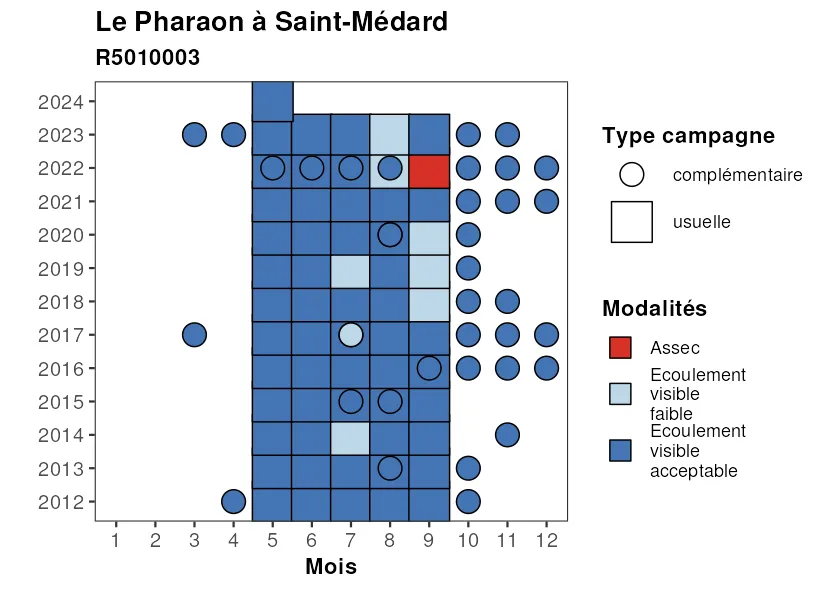 Le Pharaon à Saint-Médard
R5010003
2024
2023
2022
2021
2020
2019
2018
2017
2016
2015
2014
2013
2012
1 2 3 4 5 6 7 8 9 10 11 12
Mois
Type campagne
complémentaire
usuelle
Modalités
Assec
Ecoulement
visible
faible
Ecoulement
visible
acceptable